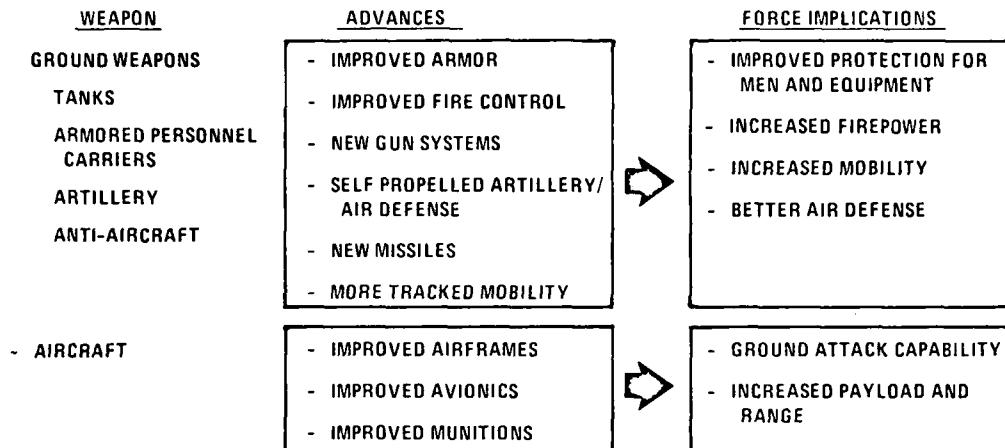 WEAPON
ADVANCES
FORCE IMPLICATIONS
GROUND WEAPONS
TANKS
ARMORED PERSONNEL
CARRIERS
ARTILLERY
ANTI-AIRCRAFT
- IMPROVED ARMOR
- IMPROVED FIRE CONTROL
- NEW GUN SYSTEMS
- SELF PROPELLED ARTILLERY/
AIR DEFENSE
- NEW MISSILES
- MORE TRACKED MOBILITY
- IMPROVED PROTECTION FOR
MEN AND EQUIPMENT
- INCREASED FIREPOWER
- INCREASED MOBILITY
- BETTER AIR DEFENSE
- AIRCRAFT
- IMPROVED AIRFRAMES
- IMPROVED AVIONICS
- IMPROVED MUNITIONS
- GROUND ATTACK CAPABILITY
- INCREASED PAYLOAD AND
RANGE